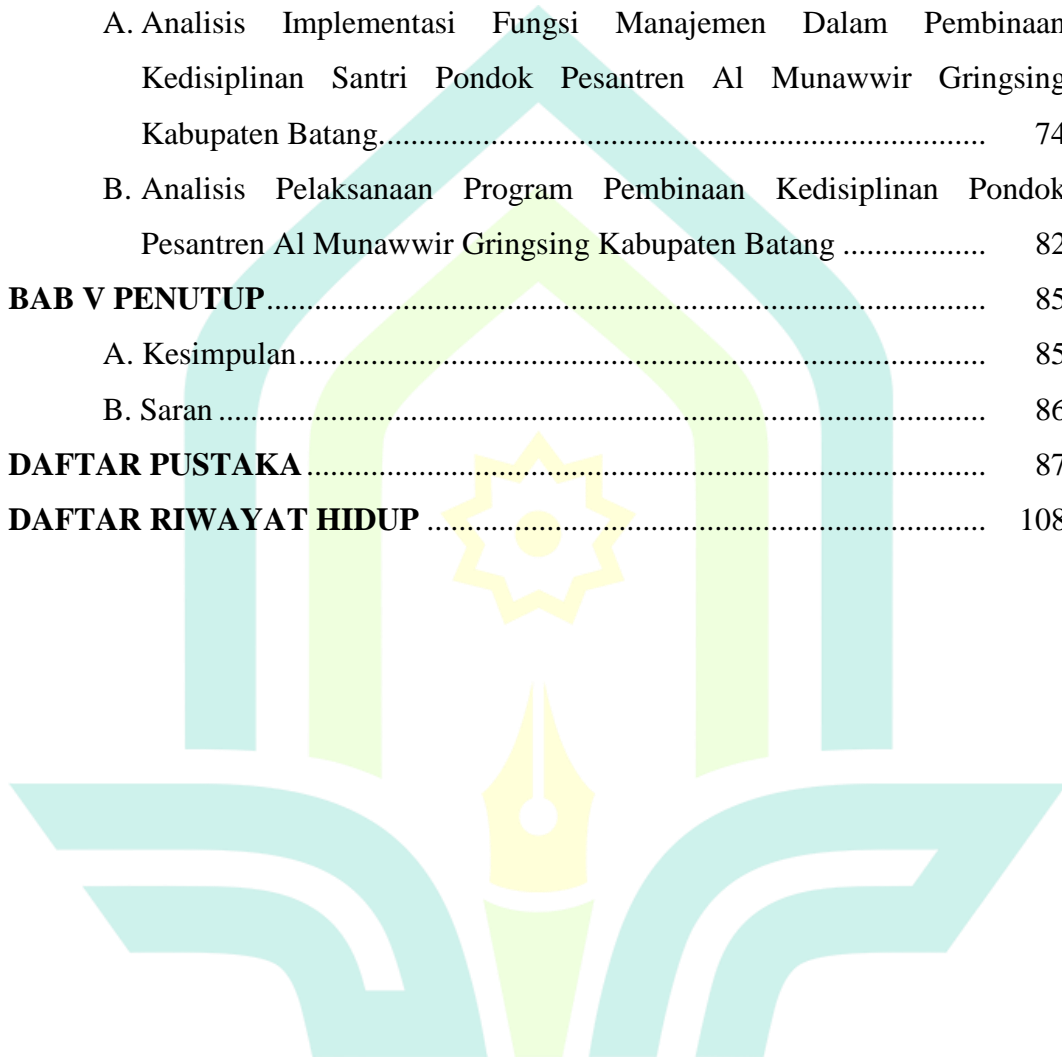 A. Analisis Implementasi Fungsi Manajemen Dalam Pembinaan
Kedisiplinan Santri Pondok Pesantren Al Munawwir Gringsing
Kabupaten Batang................................................................................ 74
B. Analisis Pelaksanaan Program Pembinaan Kedisiplinan Pondok
Pesantren Al Munawwir Gringsing Kabupaten Batang ................. 82
BAB V PENUTUP................................................................................ 85
A. Kesimpulan................................................................................ 85
B. Saran ................................................................................ 86
DAFTAR PUSTAKA................................................................................ 87
DAFTAR RIWAYAT HIDUP ................................................................................ 108